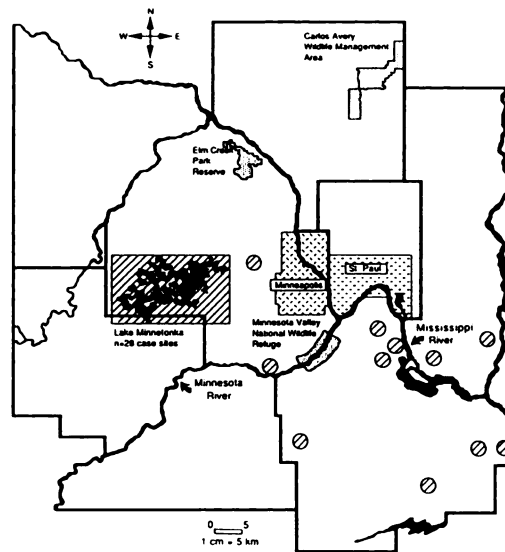 N
W E
S
Carlos Avery
Wildlife Management
Area
Elm Creek
Park
Reserve
Minneapolis
St. Paul
Lake Minnetonka
n=28 case sites
Minnesota Valley
National Wildlife
Refuge
Mississippi
River
Minnesota
River
0 5
1 cm = 5 km